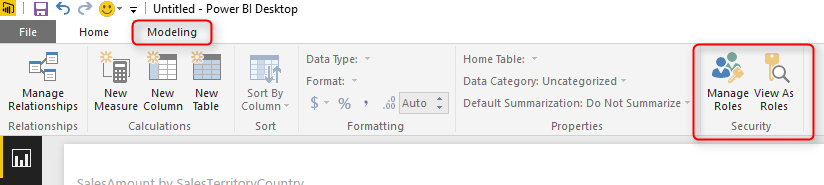 Untitled - Power BI Desktop
File
Home
Modeling
Manage
Relationships
Relationships
New
Measure
New
Column
New
Table
Calculations
Sort By
Column
Sort
Data Type:
Format:
$ % , .00 Auto
Formatting
Home Table:
Data Category: Uncategorized
Default Summarization: Do Not Summarize
Properties
Manage
Roles
View As
Roles
Security
SalesAmount by SalesTerritoryCountry